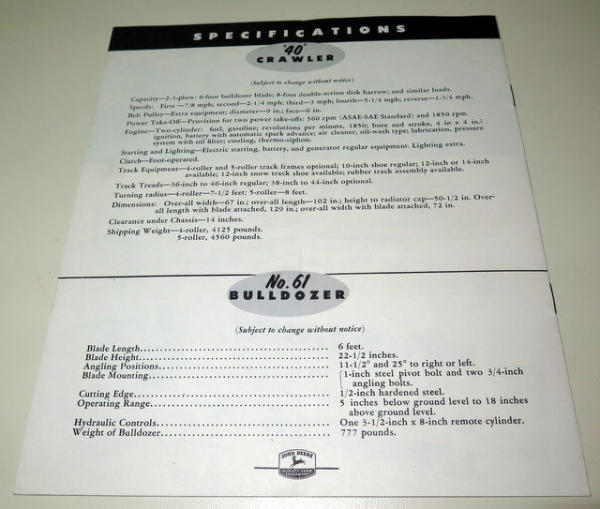 SPECIFICATIONS
"40"
CRAWLER
(Subject to change without notice)
Capacity—2-3-plow; 6-foot bulldozer blade; 8-foot double-action disk harrow; and similar loads.
Speeds: First —7/8 mph; second—2-1/4 mph; third—3 mph; fourth—5-1/4 mph; reverse—1-3/4 mph.
Belt Pulley—Extra equipment; diameter—9 in.; face—6 in.
Power Take-Off—Provision for two power take-offs: 560 rpm (ASAE-SAE Standard) and 1850 rpm.
Engine—Two-cylinder: fuel, gasoline; revolutions per minute, 1850; bore and stroke, 4 in x 4 in.;
ignition, battery with automatic spark advance; air cleaner, oil-wash type; lubrication, pressure
system with oil filter; cooling, thermo-siphon.
Starting and Lighting—Electric starting, battery, and generator regular equipment. Lighting extra.
Clutch—Foot-operated.
Track Equipment—4-roller and 5-roller track frames optional; 10-inch shoe regular; 12-inch or 14-inch
available; 12-inch snow track shoe available; rubber track assembly available.
Track Treads—36-inch to 46-inch regular; 38-inch to 44-inch optional.
Turning radius—4-roller—7-1/2 feet; 5-roller—8 feet.
Dimensions: Over-all width—67 in.; over-all length—102 in.; height to radiator cap—50-1/2 in. Over-
all length with blade attached, 129 in.; over-all width with blade attached, 72 in.
Clearance under Chassis—14 inches.
Shipping Weight—4-roller, 4125 pounds.
5-roller, 4560 pounds.
No. 61
BULLDOZER
(Subject to change without notice)
Blade Length........................ 6 feet.
Blade Height........................ 22-1/2 inches.
Angling Positions........................ 11-1/2° and 25° to right or left.
Blade Mounting........................ 1-inch steel pivot bolt and two 3/4-inch
angling bolts.
Cutting Edge........................ 1/2-inch hardened steel.
Operating Range........................ 5 inches below ground level to 18 inches
above ground level.
Hydraulic Controls........................ One 3-1/2-inch x 8-inch remote cylinder.
Weight of Bulldozer........................ 777 pounds.
JOHN DEERE
QUALITY FARM
EQUIPMENT